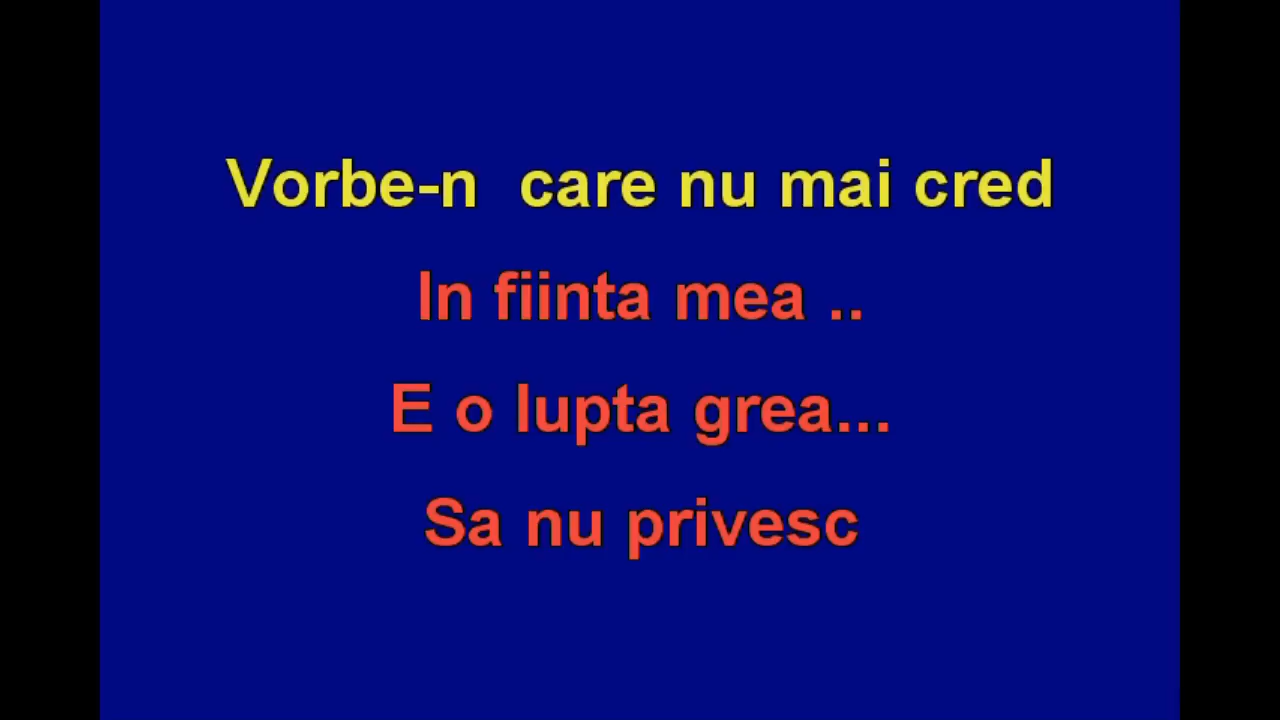 Vorbe-n care nu mai cred
In fiinta mea ..
E o lupta grea...
Sa nu privesc